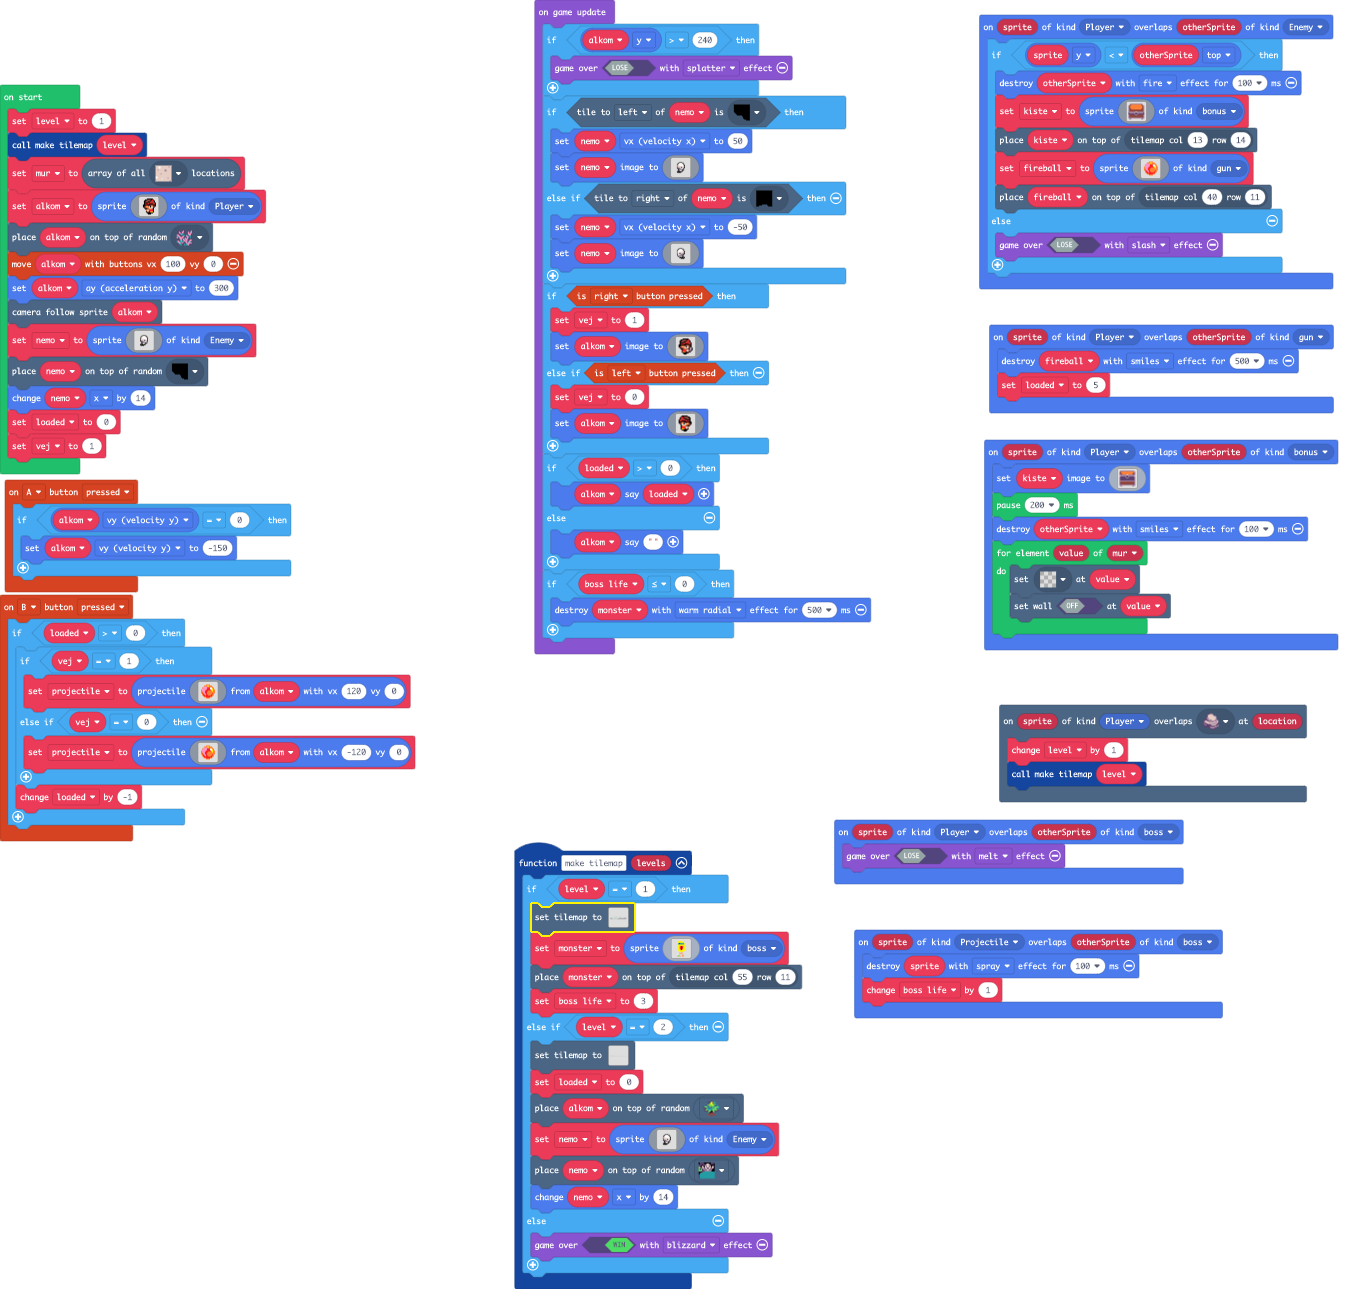 on start
set level to 1
call make tilemap level
set mur to array of all locations
set alkom to sprite of kind Player
place alkom on top of random
move alkom with buttons vx 100 vy 0
set alkom ay (acceleration y) to 300
camera follow sprite alkom
set nemo to sprite of kind Enemy
place nemo on top of random
change nemo x by 14
set loaded to 0
set vej to 1
on A button pressed
if alkom vy (velocity y) = 0 then
set alkom vy (velocity y) to -150
on B button pressed
if loaded > 0 then
if vej = 1 then
set projectile to projectile from alkom with vx 120 vy 0
else if vej = 0 then
set projectile to projectile from alkom with vx -120 vy 0
change loaded by -1
on game update
if alkom y > 240 then
game over LOSE with splatter effect
if tile to left of nemo is then
set nemo vx (velocity x) to 50
set nemo image to
else if tile to right of nemo is then
set nemo vx (velocity x) to -50
set nemo image to
if is right button pressed then
set vej to 1
set alkom image to
else if is left button pressed then
set vej to 0
set alkom image to
if loaded > 0 then
alkom say loaded
else
alkom say " "
if boss life ≤ 0 then
destroy monster with warm radial effect for 500 ms
function make tilemap levels
if level = 1 then
set tilemap to
set monster to sprite of kind boss
place monster on top of tilemap col 55 row 11
set boss life to 3
else if level = 2 then
set tilemap to
set loaded to 0
place alkom on top of random
set nemo to sprite of kind Enemy
place nemo on top of random
change nemo x by 14
else
game over WIN with blizzard effect
on sprite of kind Player overlaps otherSprite of kind Enemy
if sprite y < otherSprite top then
destroy otherSprite with fire effect for 100 ms
set kiste to sprite of kind bonus
place kiste on top of tilemap col 13 row 14
set fireball to sprite of kind gun
place fireball on top of tilemap col 40 row 11
else
game over LOSE with slash effect
on sprite of kind Player overlaps otherSprite of kind gun
destroy fireball with smiles effect for 500 ms
set loaded to 5
on sprite of kind Player overlaps otherSprite of kind bonus
set kiste image to
pause 200 ms
destroy otherSprite with smiles effect for 100 ms
for element value of mur
do set at value
set wall OFF at value
on sprite of kind Player overlaps at location
change level by 1
call make tilemap level
on sprite of kind Player overlaps otherSprite of kind boss
game over LOSE with melt effect
on sprite of kind Projectile overlaps otherSprite of kind boss
destroy sprite with spray effect for 100 ms
change boss life by 1